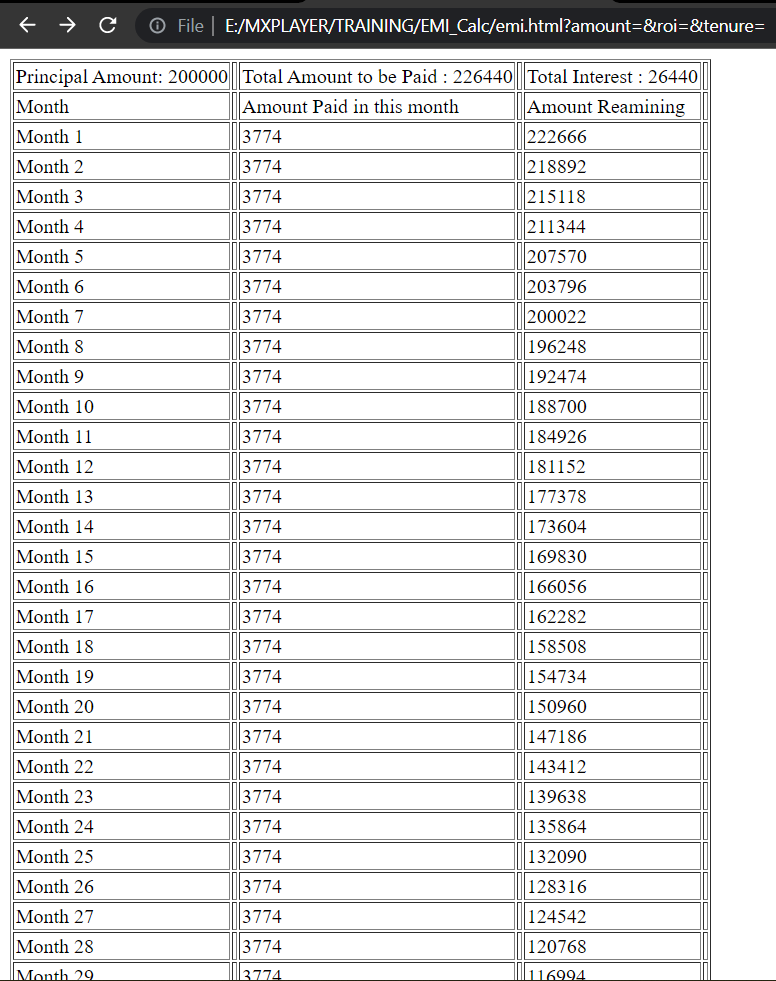 File | E:/MXPLAYER/TRAINING/EMI_Calc/emi.html?amount=&roi=&tenure=
Principal Amount: 200000 Total Amount to be Paid : 226440 Total Interest : 26440
Month Amount Paid in this month Amount Reamining
Month 1 3774 222666
Month 2 3774 218892
Month 3 3774 215118
Month 4 3774 211344
Month 5 3774 207570
Month 6 3774 203796
Month 7 3774 200022
Month 8 3774 196248
Month 9 3774 192474
Month 10 3774 188700
Month 11 3774 184926
Month 12 3774 181152
Month 13 3774 177378
Month 14 3774 173604
Month 15 3774 169830
Month 16 3774 166056
Month 17 3774 162282
Month 18 3774 158508
Month 19 3774 154734
Month 20 3774 150960
Month 21 3774 147186
Month 22 3774 143412
Month 23 3774 139638
Month 24 3774 135864
Month 25 3774 132090
Month 26 3774 128316
Month 27 3774 124542
Month 28 3774 120768
Month 29 3774 116994